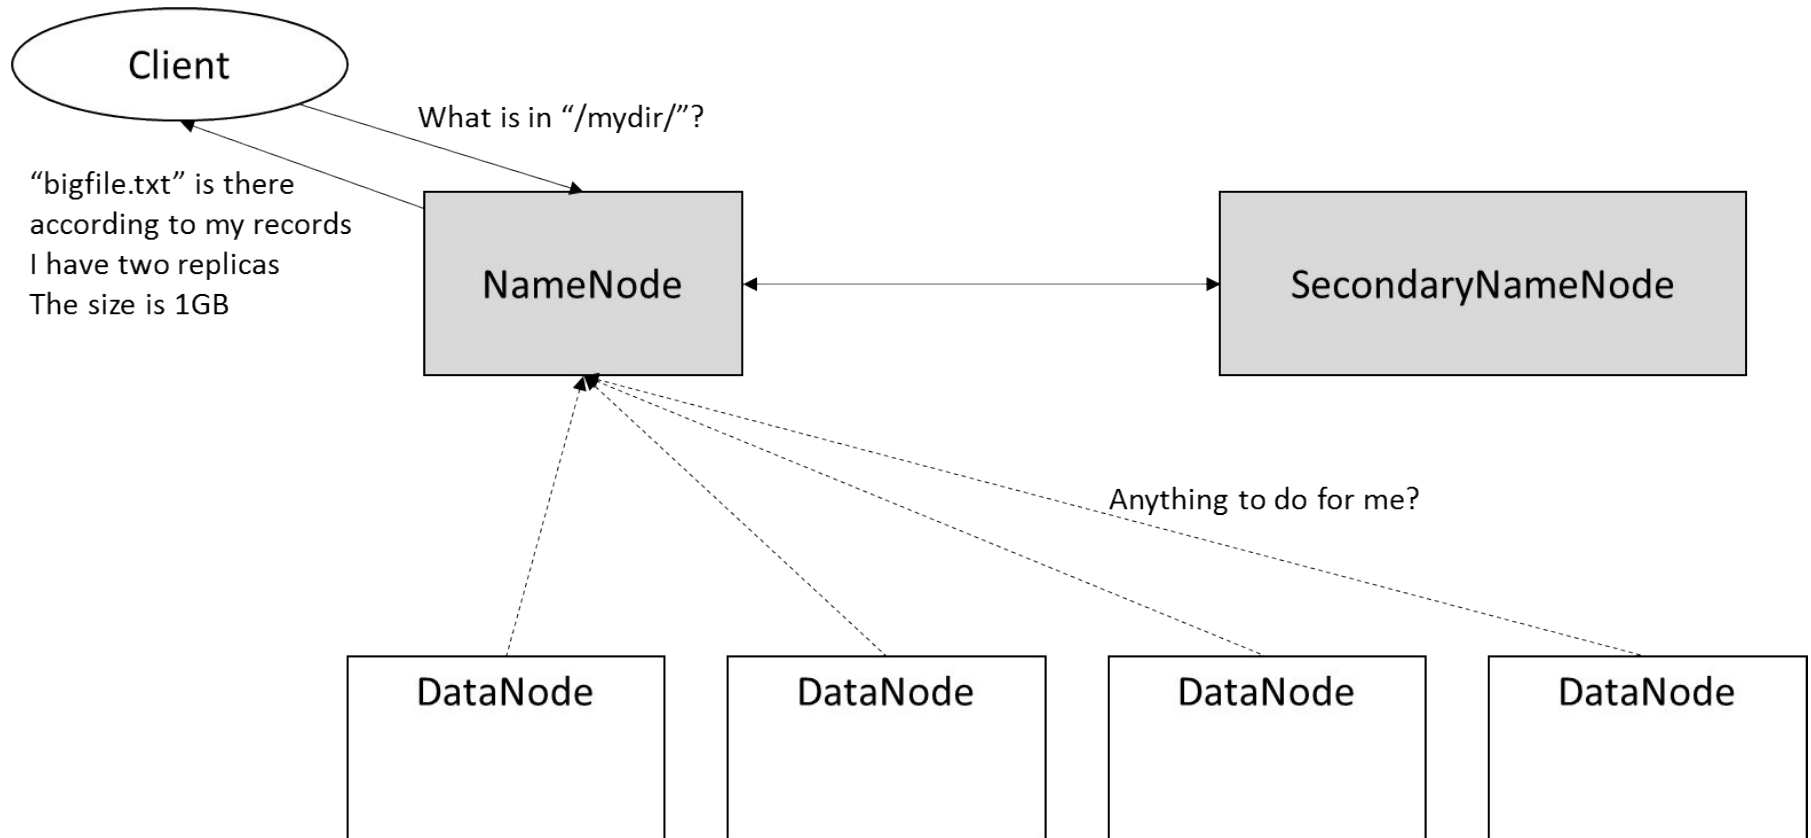 Client
What is in “/mydir/”?
“bigfile.txt” is there
according to my records
I have two replicas
The size is 1GB
NameNode
SecondaryNameNode
Anything to do for me?
DataNode
DataNode
DataNode
DataNode